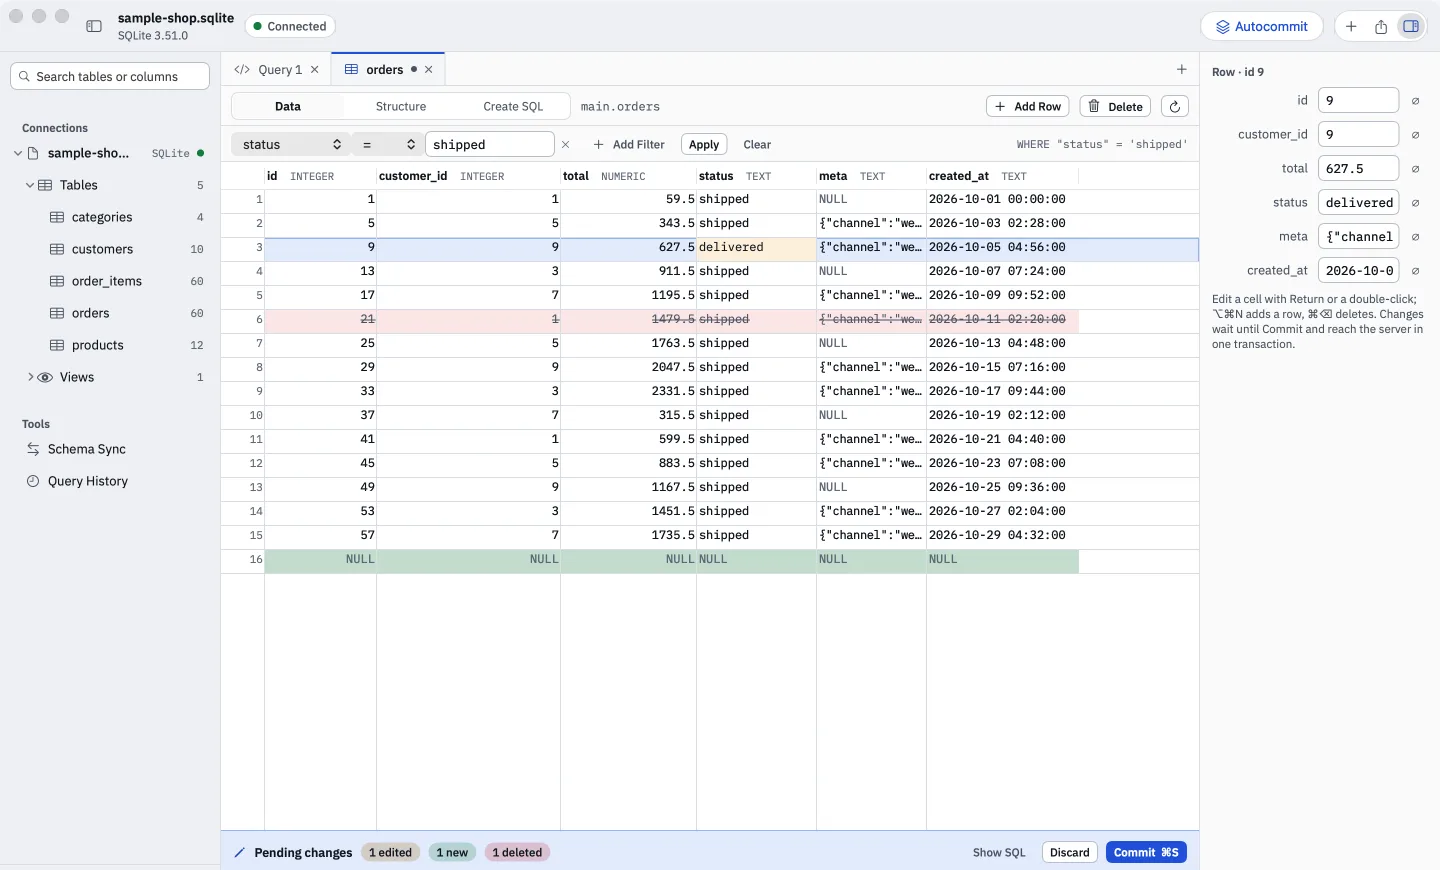 sample-shop.sqlite
SQLite 3.51.0
Connected
Autocommit
Search tables or columns
Connections
sample-sho... SQLite
Tables 5
categories 4
customers 10
order_items 60
orders 60
products 12
Views 1
Tools
Schema Sync
Query History
Query 1
orders
Data Structure Create SQL main.orders
Add Row Delete
status = shipped Add Filter Apply Clear WHERE "status" = 'shipped'
id INTEGER customer_id INTEGER total NUMERIC status TEXT meta TEXT created_at TEXT
1 1 1 59.5 shipped NULL 2026-10-01 00:00:00
2 5 5 343.5 shipped {"channel":"we… 2026-10-03 02:28:00
3 9 9 627.5 delivered {"channel":"we… 2026-10-05 04:56:00
4 13 3 911.5 shipped NULL 2026-10-07 07:24:00
5 17 7 1195.5 shipped {"channel":"we… 2026-10-09 09:52:00
6 21 1 1479.5 shipped {"channel":"we… 2026-10-11 02:20:00
7 25 5 1763.5 shipped NULL 2026-10-13 04:48:00
8 29 9 2047.5 shipped {"channel":"we… 2026-10-15 07:16:00
9 33 3 2331.5 shipped {"channel":"we… 2026-10-17 09:44:00
10 37 7 315.5 shipped NULL 2026-10-19 02:12:00
11 41 1 599.5 shipped {"channel":"we… 2026-10-21 04:40:00
12 45 5 883.5 shipped {"channel":"we… 2026-10-23 07:08:00
13 49 9 1167.5 shipped NULL 2026-10-25 09:36:00
14 53 3 1451.5 shipped {"channel":"we… 2026-10-27 02:04:00
15 57 7 1735.5 shipped {"channel":"we… 2026-10-29 04:32:00
16 NULL NULL NULL NULL NULL NULL
Pending changes 1 edited 1 new 1 deleted Show SQL Discard Commit ⌘S
Row · id 9
id 9
customer_id 9
total 627.5
status delivered
meta {"channel
created_at 2026-10-0
Edit a cell with Return or a double-click;
⌥⌘N adds a row, ⌘⌫ deletes. Changes
wait until Commit and reach the server in
one transaction.